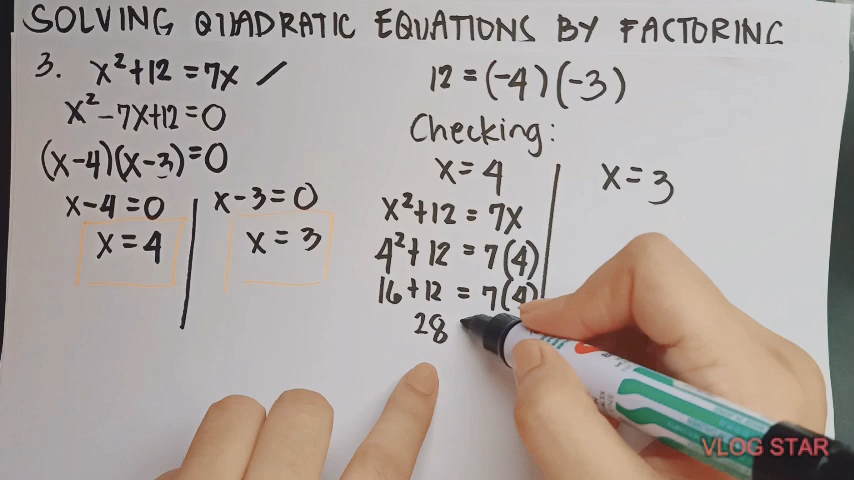 SOLVING QUADRATIC EQUATIONS BY FACTORING
3. x²+12=7x /
x²-7x+12=0
(x-4)(x-3)=0
x-4=0
x=4
x-3=0
x=3
12=(-4)(-3)
Checking:
x=4
x²+12=7x
4²+12=7(4)
16+12=7(4)
28
x=3
VLOG STAR